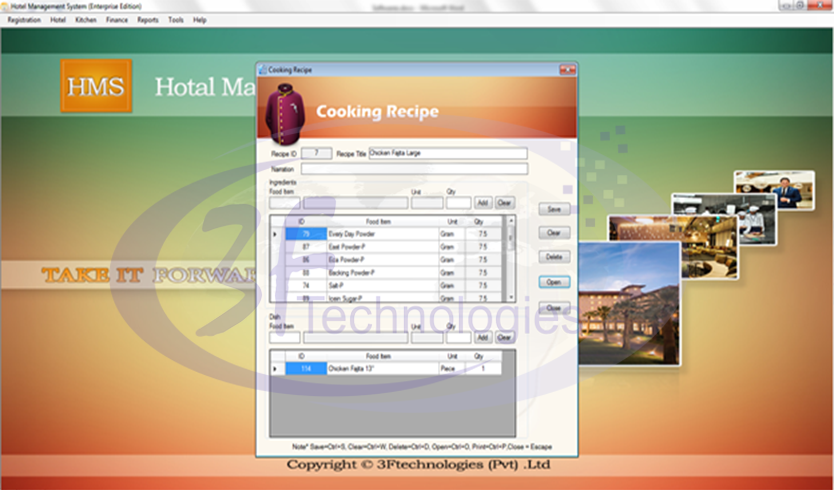 Hotel Management System (Enterprise Edition)
Registration Hotel Kitchen Finance Reports Tools Help
HMS Hotal Ma
Cooking Recipe
Cooking Recipe
Recipe ID 7 Recipe Title Chicken Fajita Large
Narration
Ingredients
Food Item Unit Qty
Add Clear
Save
ID Food Item Unit Qty
79 Every Day Powder Gram 7.5
Clear
87 East Powder-P Gram 7.5
86 Eca Powder-P Gram 7.5
Delete
88 Backing Powder-P Gram 7.5
TAKE IT FORWAR
74 Salt-P Gram 7.5
Open
89 Icein Sugar-P Gram 7.5
Close
3F Technologies
Dish
Food Item Unit Qty
Add Clear
ID Food Item Unit Qty
114 Chicken Fajita 13" Piece 1
Note* Save=Ctrl+S, Clear=Ctrl+W, Delete=Ctrl+D, Open=Ctrl+O, Print=Ctrl+P,Close = Escape
Copyright © 3Ftechnologies (Pvt) .Ltd